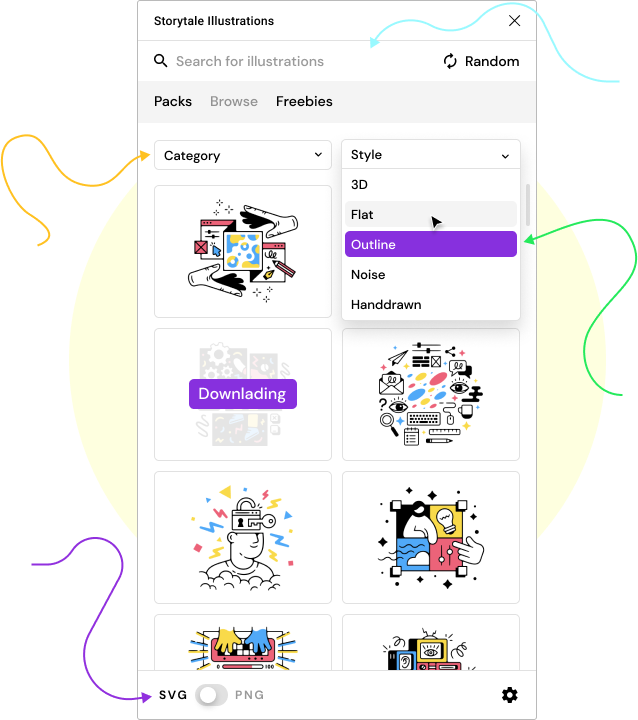 Storytale Illustrations
Search for illustrations
Random
Packs Browse Freebies
Category
Style
3D
Flat
Outline
Noise
Handdrawn
Downlading
100
SVG PNG